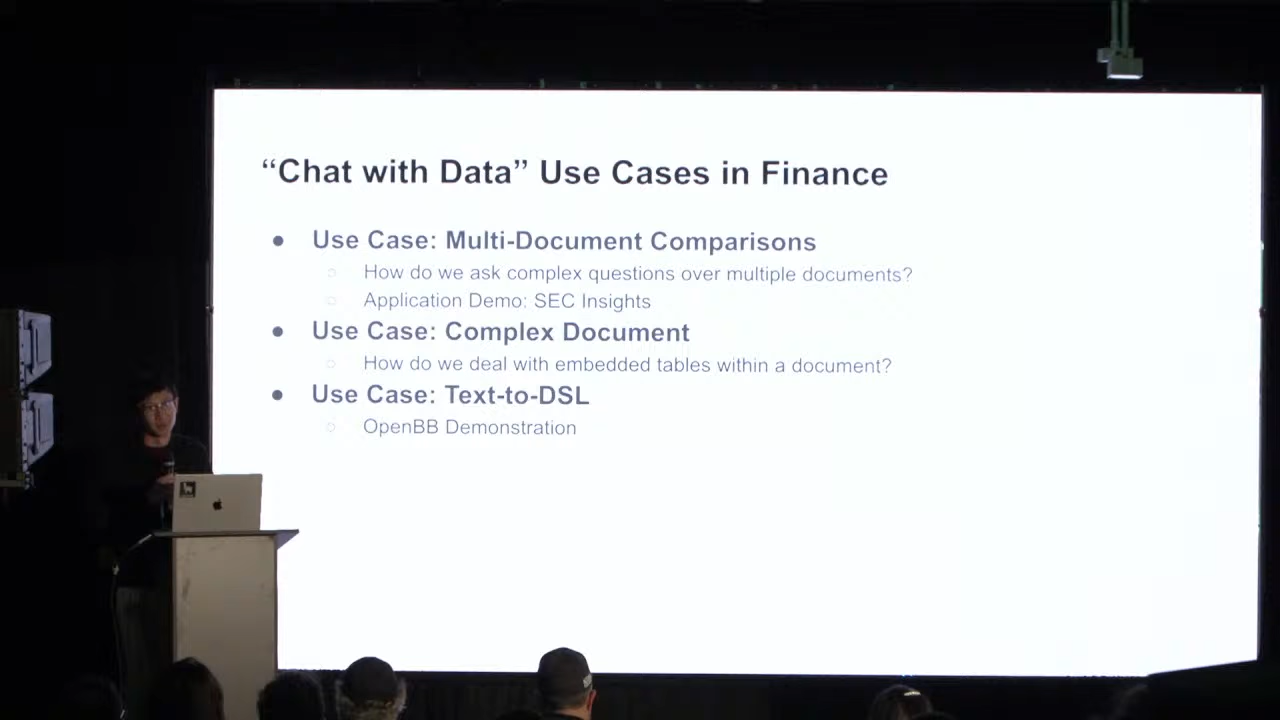 “Chat with Data” Use Cases in Finance
● Use Case: Multi-Document Comparisons
○ How do we ask complex questions over multiple documents?
○ Application Demo: SEC Insights
● Use Case: Complex Document
○ How do we deal with embedded tables within a document?
● Use Case: Text-to-DSL
○ OpenBB Demonstration